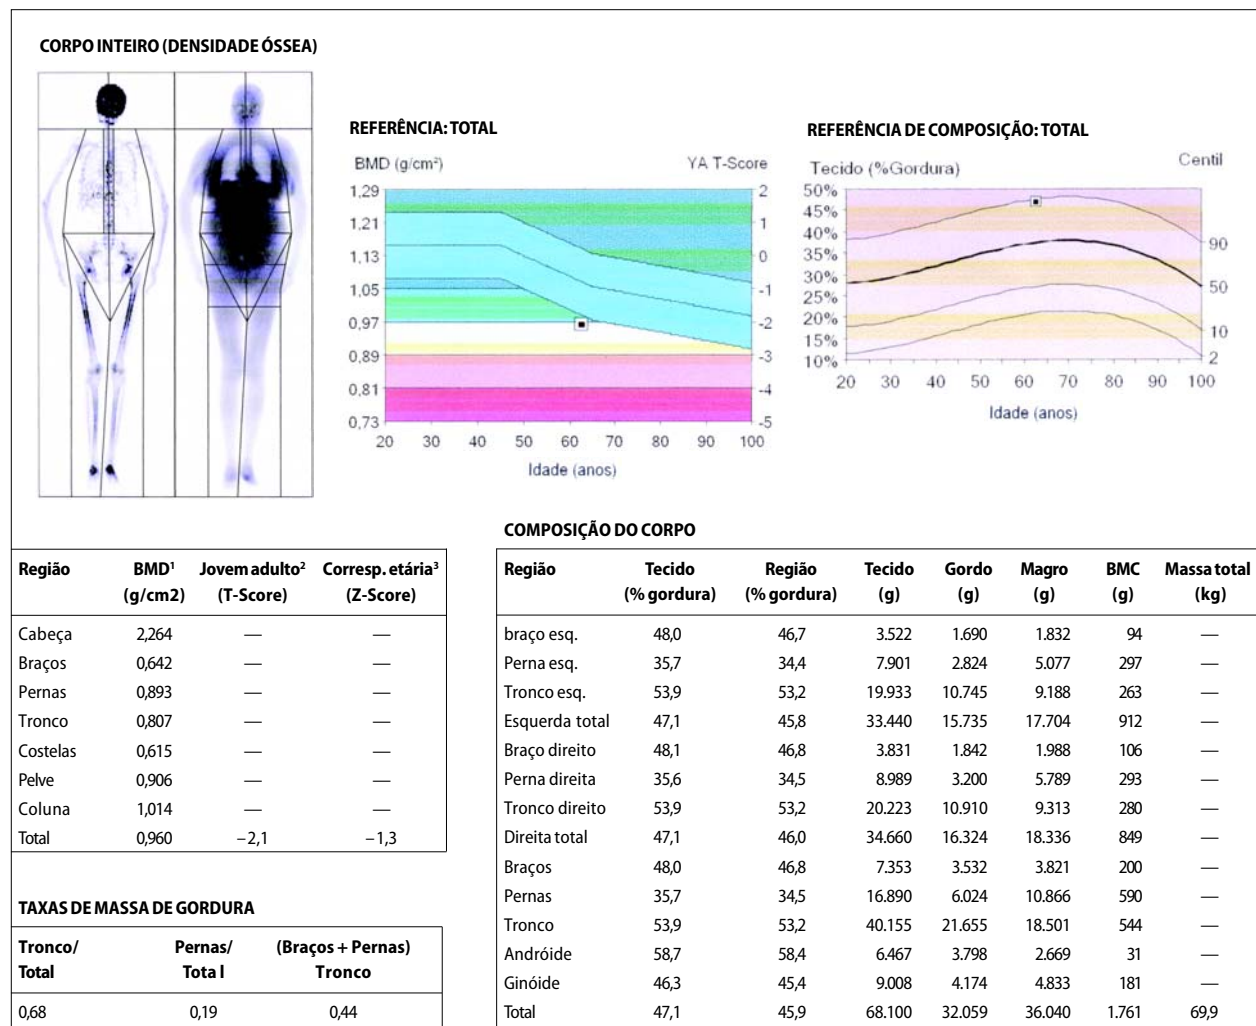 CORPO INTEIRO (DENSIDADE ÓSSEA)
REFERÊNCIA: TOTAL
BMD (g/cm²) YA T-Score
1,29 2
1,21 1
1,13 0
1,05 -1
0,97 -2
0,89 -3
0,81 -4
0,73 -5
20 30 40 50 60 70 80 90 100
Idade (anos)
REFERÊNCIA DE COMPOSIÇÃO: TOTAL
Tecido (%Gordura) Centil
50%
45%
40% 90
35%
30%
25% 50
20%
15% 10
10% 2
20 30 40 50 60 70 80 90 100
Idade (anos)
Região BMD¹ Jovem adulto² Corresp. etária³
(g/cm2) (T-Score) (Z-Score)
Cabeça 2,264 — —
Braços 0,642 — —
Pernas 0,893 — —
Tronco 0,807 — —
Costelas 0,615 — —
Pelve 0,906 — —
Coluna 1,014 — —
Total 0,960 –2,1 –1,3
TAXAS DE MASSA DE GORDURA
Tronco/ Pernas/ (Braços + Pernas)
Total Tota l Tronco
0,68 0,19 0,44
COMPOSIÇÃO DO CORPO
Região Tecido Região Tecido Gordo Magro BMC Massa total
(% gordura) (% gordura) (g) (g) (g) (g) (kg)
braço esq. 48,0 46,7 3.522 1.690 1.832 94 —
Perna esq. 35,7 34,4 7.901 2.824 5.077 297 —
Tronco esq. 53,9 53,2 19.933 10.745 9.188 263 —
Esquerda total 47,1 45,8 33.440 15.735 17.704 912 —
Braço direito 48,1 46,8 3.831 1.842 1.988 106 —
Perna direita 35,6 34,5 8.989 3.200 5.789 293 —
Tronco direito 53,9 53,2 20.223 10.910 9.313 280 —
Direita total 47,1 46,0 34.660 16.324 18.336 849 —
Braços 48,0 46,8 7.353 3.532 3.821 200 —
Pernas 35,7 34,5 16.890 6.024 10.866 590 —
Tronco 53,9 53,2 40.155 21.655 18.501 544 —
Andróide 58,7 58,4 6.467 3.798 2.669 31 —
Ginóide 46,3 45,4 9.008 4.174 4.833 181 —
Total 47,1 45,9 68.100 32.059 36.040 1.761 69,9